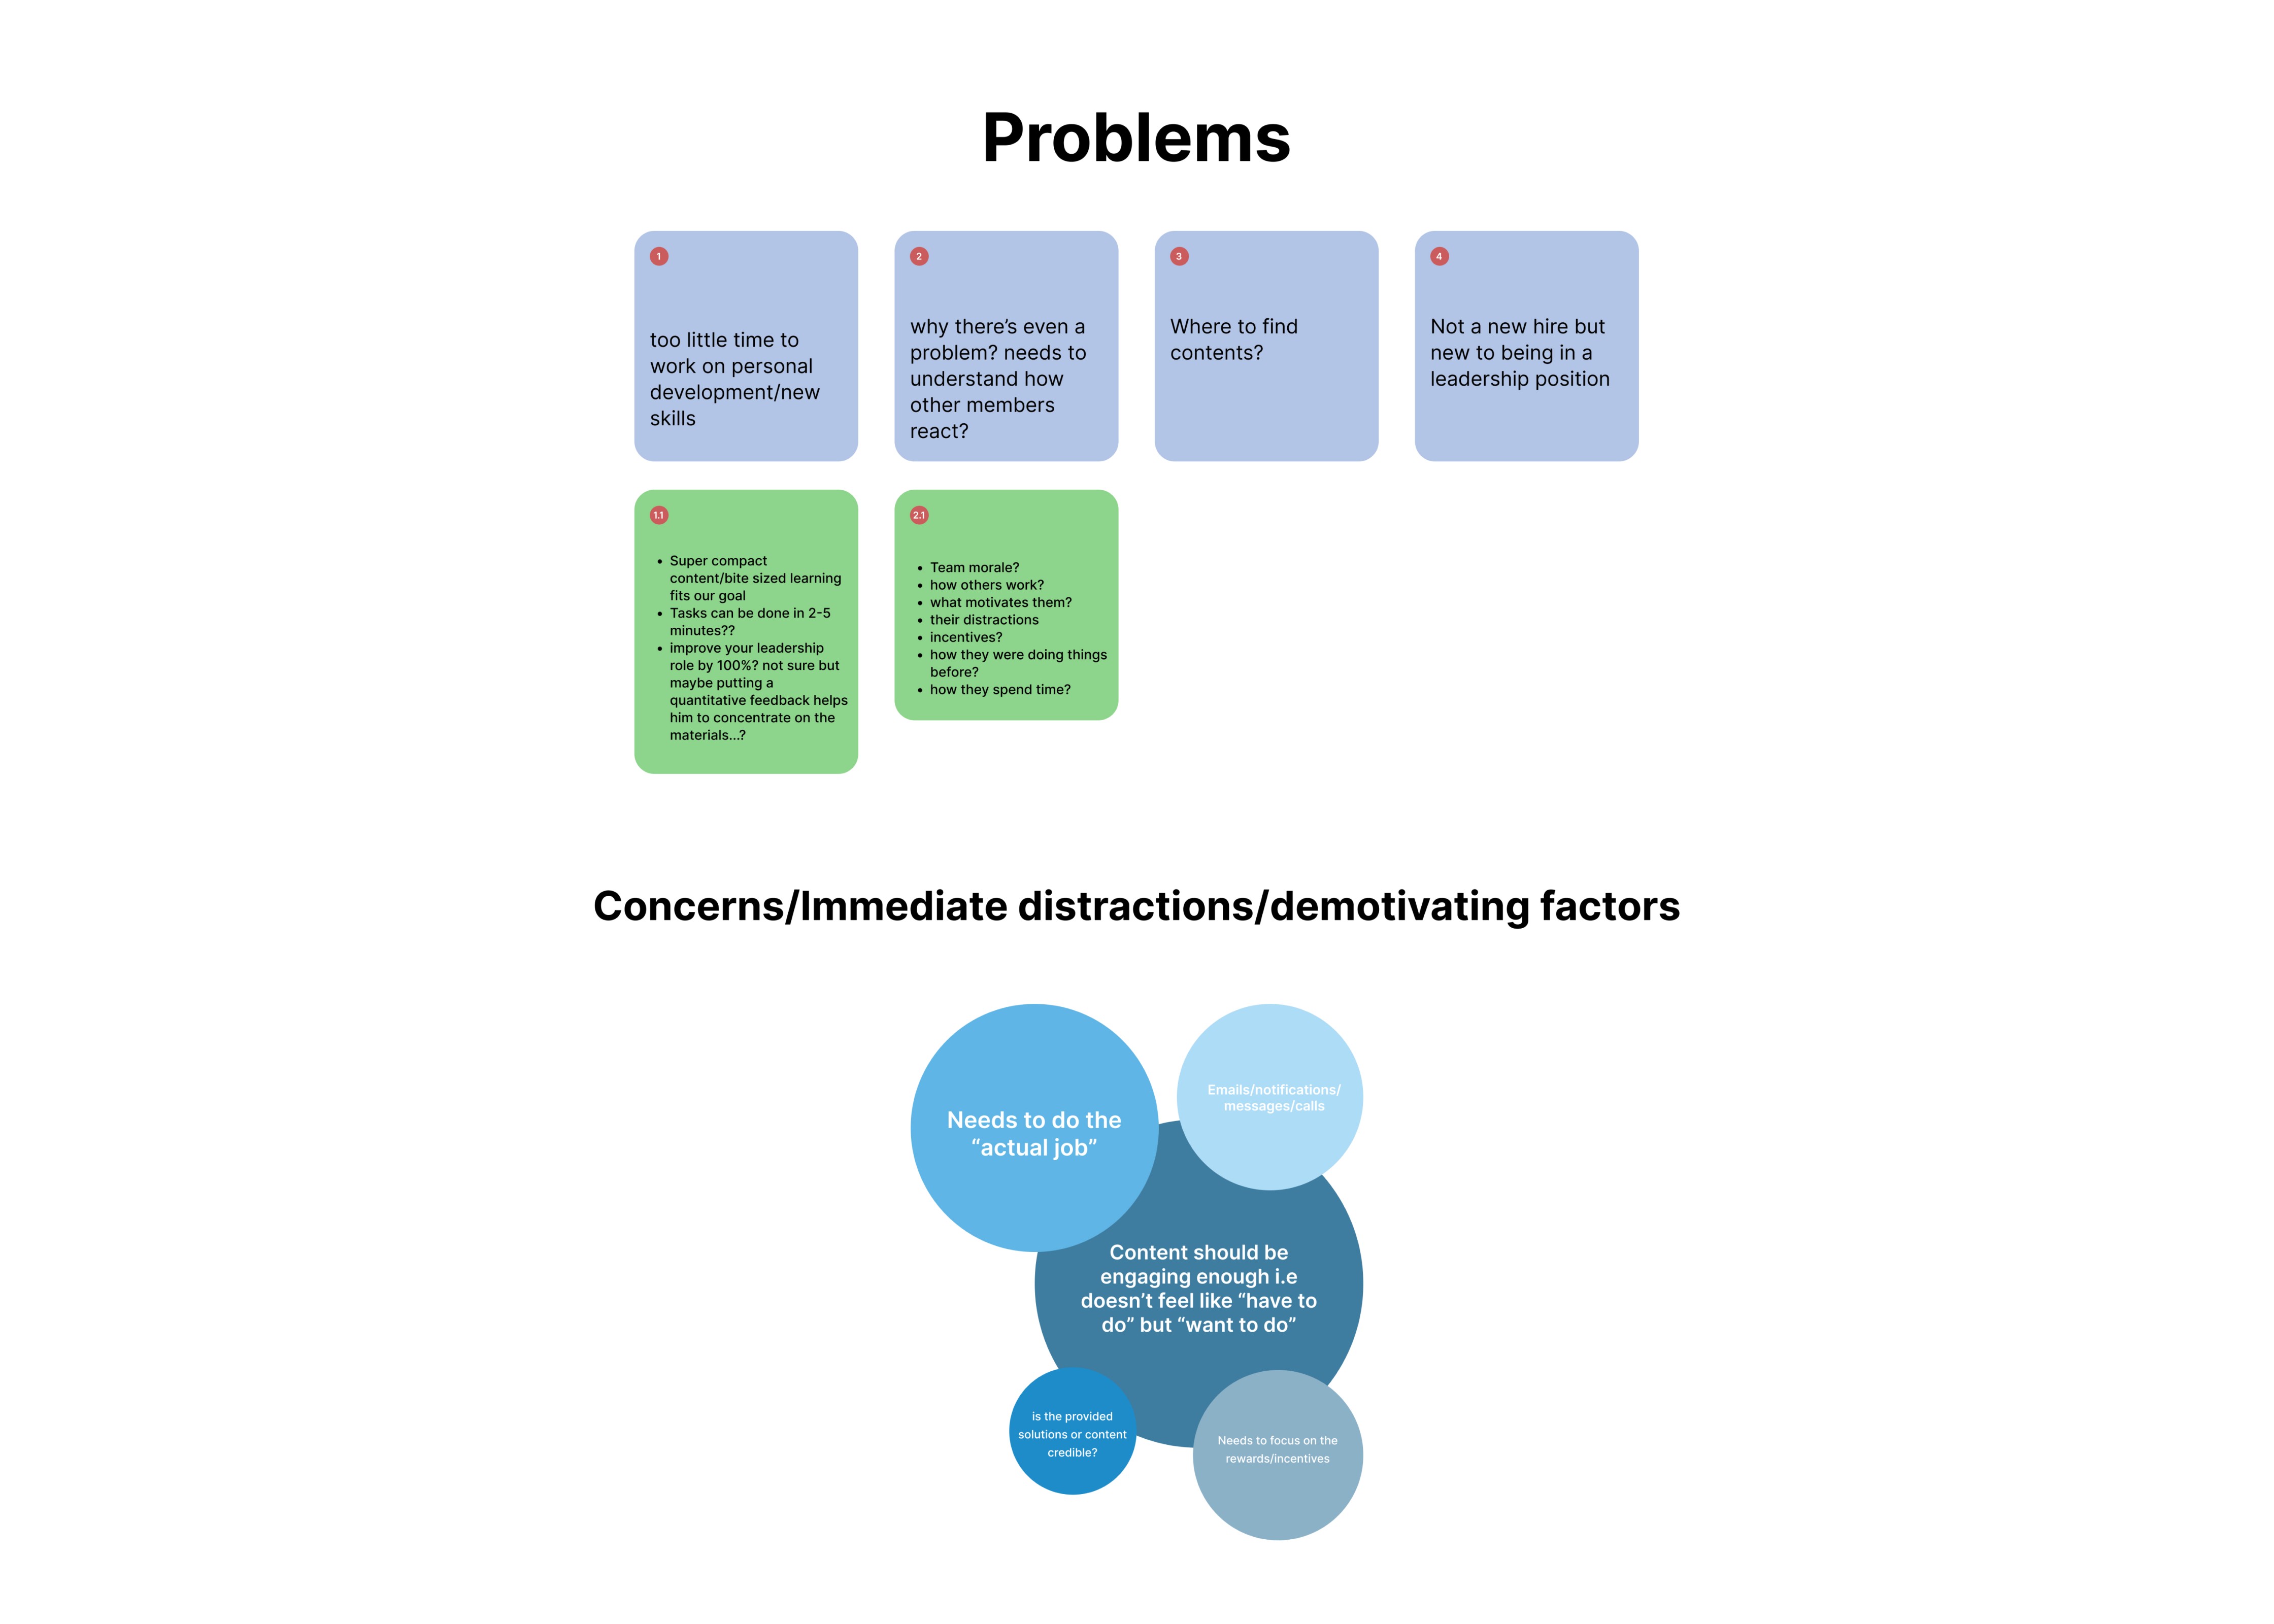 Problems
1
too little time to
work on personal
development/new
skills
2
why there’s even a
problem? needs to
understand how
other members
react?
3
Where to find
contents?
4
Not a new hire but
new to being in a
leadership position
1.1
• Super compact
content/bite sized learning
fits our goal
• Tasks can be done in 2-5
minutes??
• improve your leadership
role by 100%? not sure but
maybe putting a
quantitative feedback helps
him to concentrate on the
materials...?
2.1
• Team morale?
• how others work?
• what motivates them?
• their distractions
• incentives?
• how they were doing things
before?
• how they spend time?
Concerns/Immediate distractions/demotivating factors
Needs to do the
“actual job”
Emails/notifications/
messages/calls
Content should be
engaging enough i.e
doesn’t feel like “have to
do” but “want to do”
is the provided
solutions or content
credible?
Needs to focus on the
rewards/incentives